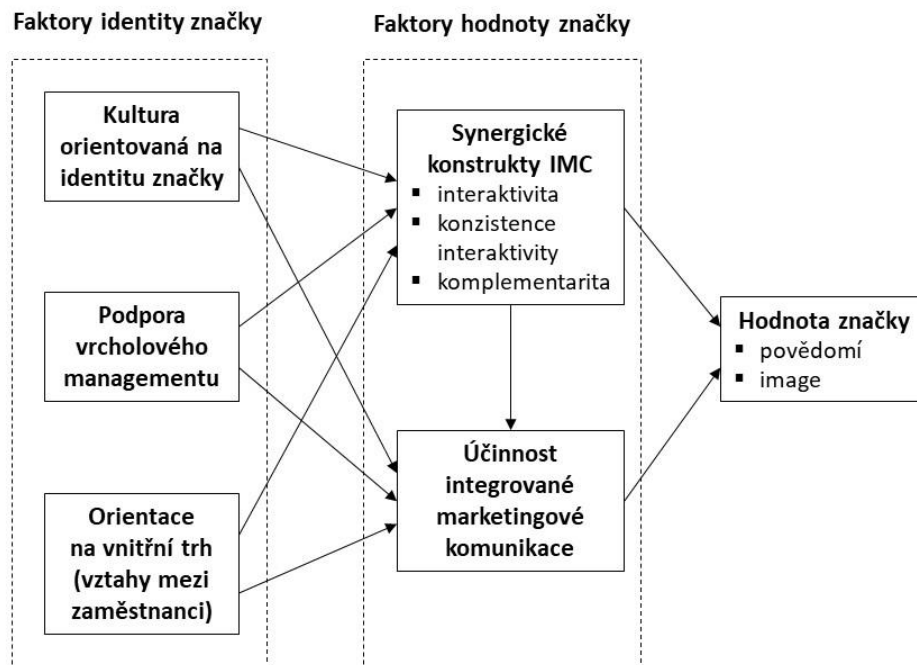 Faktory identity značky
Kultura
orientovaná na
identitu značky
Podpora
vrcholového
managementu
Orientace
na vnitřní trh
(vztahy mezi
zaměstnanci)
Faktory hodnoty značky
Synergické
konstrukty IMC
▪ interaktivita
▪ konzistence
interaktivity
▪ komplementarita
Účinnost
integrované
marketingové
komunikace
Hodnota značky
▪ povědomí
▪ image